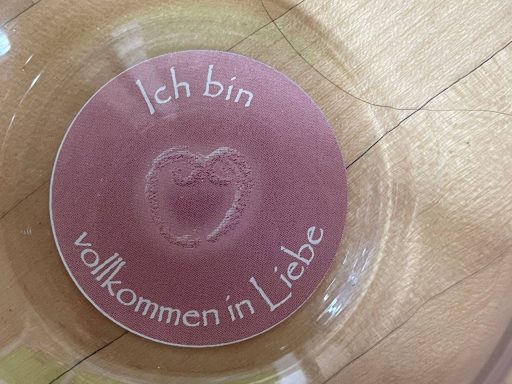 Ich bin
vollkommen in Liebe